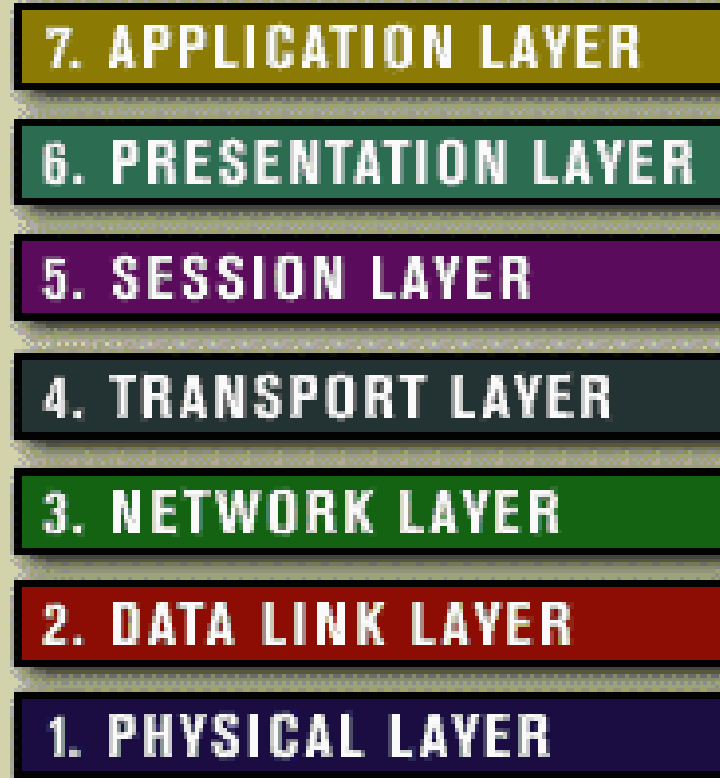 7. APPLICATION LAYER
6. PRESENTATION LAYER
5. SESSION LAYER
4. TRANSPORT LAYER
3. NETWORK LAYER
2. DATA LINK LAYER
1. PHYSICAL LAYER